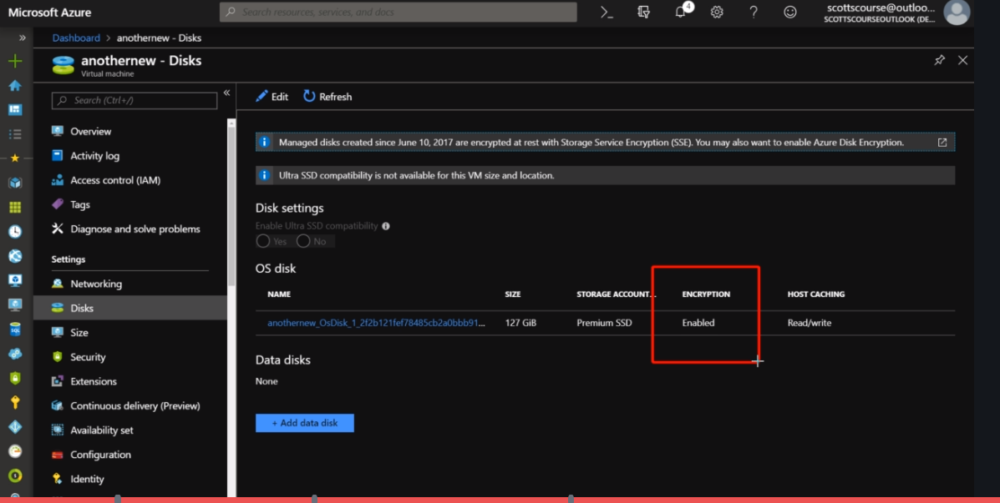 Microsoft Azure
Search resources, services, and docs
4
scottscourse@outloo...
SCOTTSCOURSEOUTLOOK (DE...
Dashboard > anothernew - Disks
anothernew - Disks
Virtual machine
Search (Ctrl+/)
Overview
Activity log
Access control (IAM)
Tags
Diagnose and solve problems
Settings
Networking
Disks
Size
Security
Extensions
Continuous delivery (Preview)
Availability set
Configuration
Identity
Edit Refresh
Managed disks created since June 10, 2017 are encrypted at rest with Storage Service Encryption (SSE). You may also want to enable Azure Disk Encryption.
Ultra SSD compatibility is not available for this VM size and location.
Disk settings
Enable Ultra SSD compatibility
Yes No
OS disk
NAME SIZE STORAGE ACCOUNT... ENCRYPTION HOST CACHING
anothernew_OsDisk_1_2f2b121fef78485cb2a0bbb91... 127 GiB Premium SSD Enabled Read/write
Data disks
None
+ Add data disk